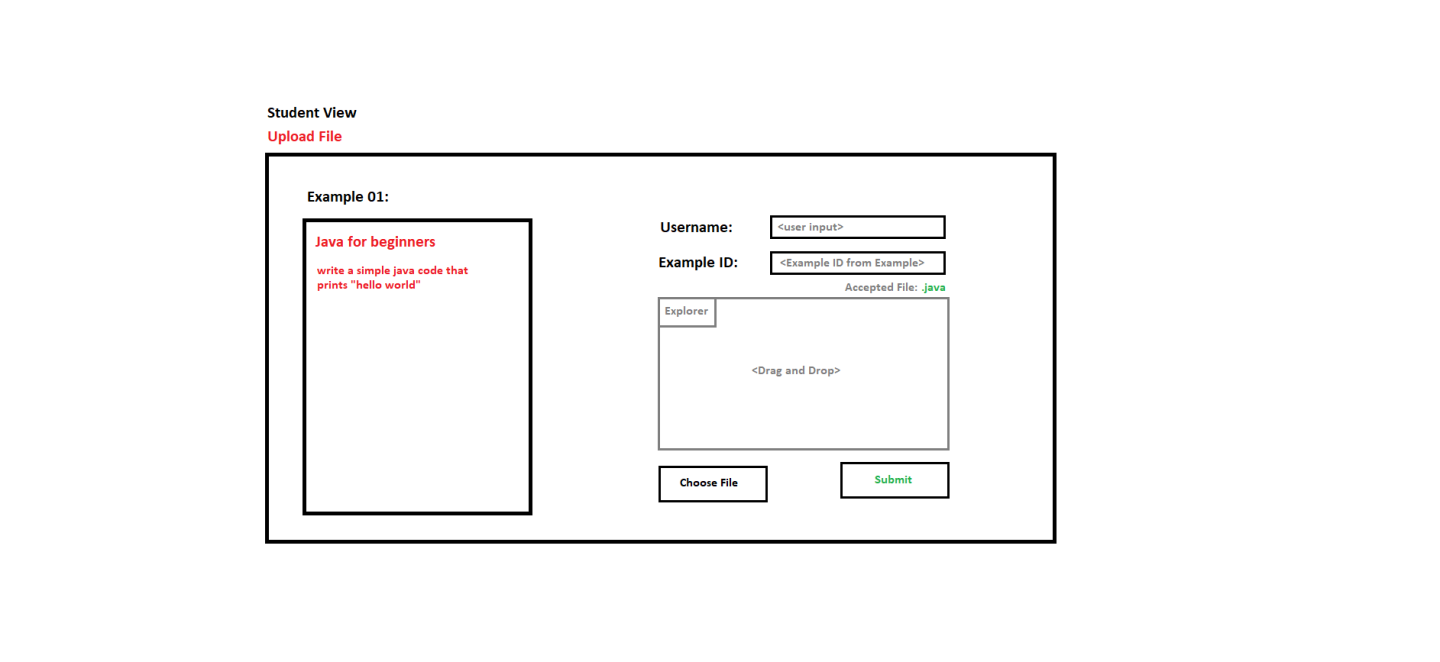 Student View
Upload File
Example 01:
Java for beginners
write a simple java code that
prints "hello world"
Username:
<user input>
Example ID:
<Example ID from Example>
Accepted File: .java
Explorer
<Drag and Drop>
Choose File
Submit